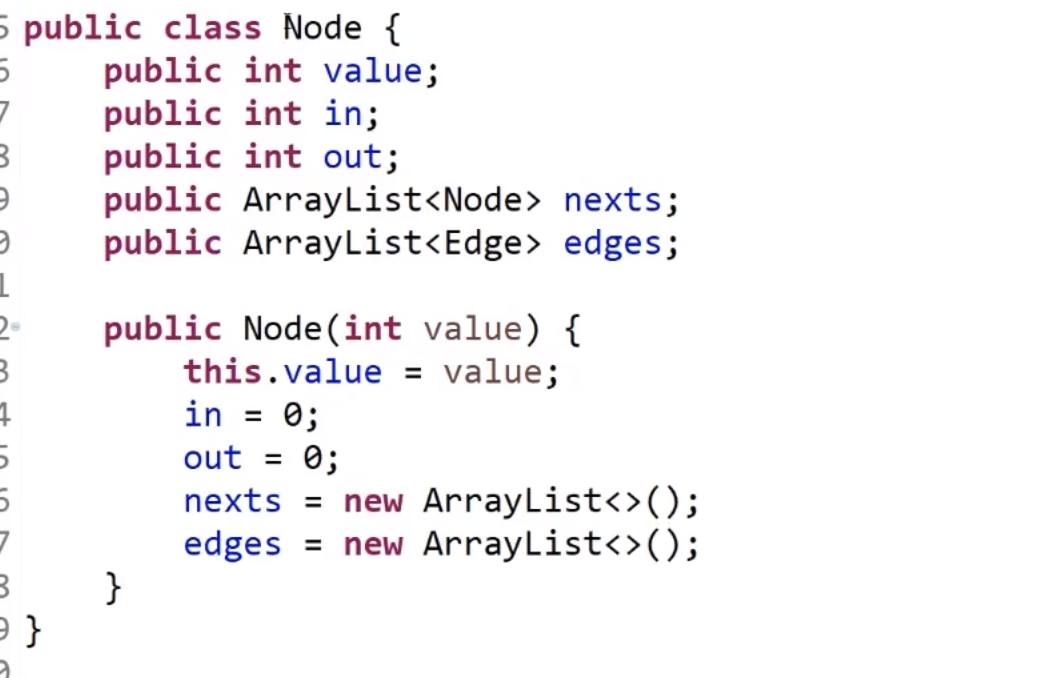 5 public class Node {
6     public int value;
7     public int in;
8     public int out;
9     public ArrayList<Node> nexts;
0     public ArrayList<Edge> edges;
1
2     public Node(int value) {
3         this.value = value;
4         in = 0;
5         out = 0;
6         nexts = new ArrayList<>();
7         edges = new ArrayList<>();
8     }
9 }
0